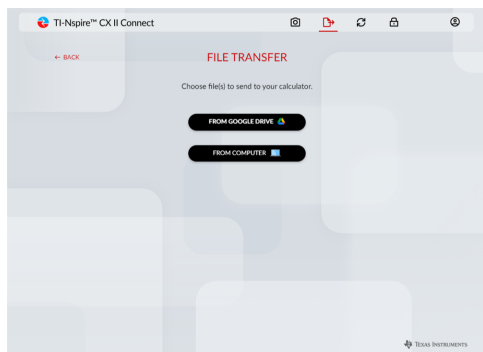 TI-Nspire™ CX II Connect
← BACK
FILE TRANSFER
Choose file(s) to send to your calculator.
FROM GOOGLE DRIVE
FROM COMPUTER
TEXAS INSTRUMENTS